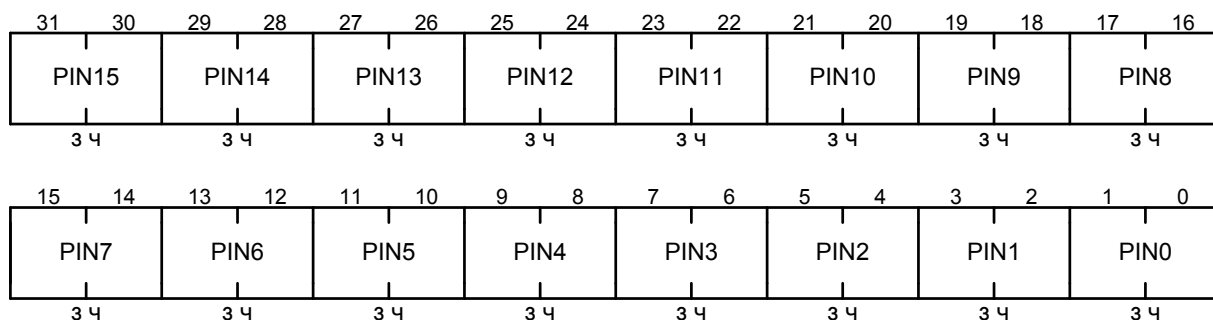 31 30 29 28 27 26 25 24 23 22 21 20 19 18 17 16
PIN15 PIN14 PIN13 PIN12 PIN11 PIN10 PIN9 PIN8
з ч з ч з ч з ч з ч з ч з ч з ч
15 14 13 12 11 10 9 8 7 6 5 4 3 2 1 0
PIN7 PIN6 PIN5 PIN4 PIN3 PIN2 PIN1 PIN0
з ч з ч з ч з ч з ч з ч з ч з ч